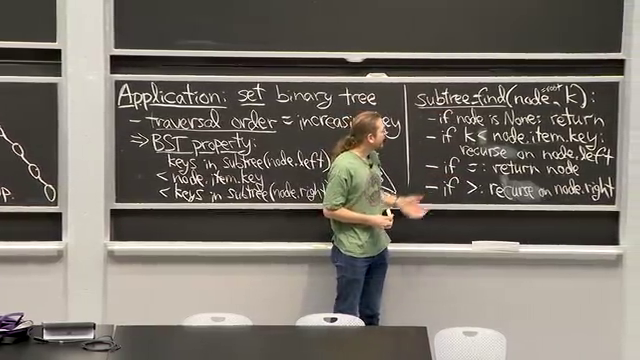 Application: set binary tree
- traversal order = increasing key
⇒ BST property:
keys in subtree(node.left)
< node.item.key
< keys in subtree(node.right)
subtree_find(node, k):
=root
- if node is None: return
- if k < node.item.key:
recurse on node.left
- if =: return node
- if >: recurse on node.right